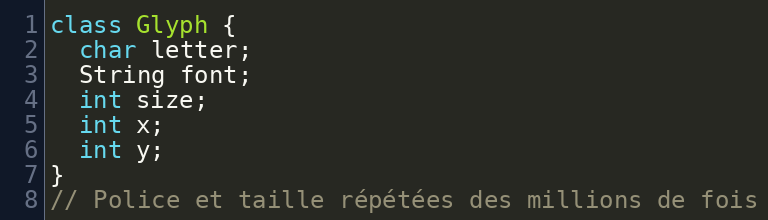 1 class Glyph {
2   char letter;
3   String font;
4   int size;
5   int x;
6   int y;
7 }
8 // Police et taille répétées des millions de fois